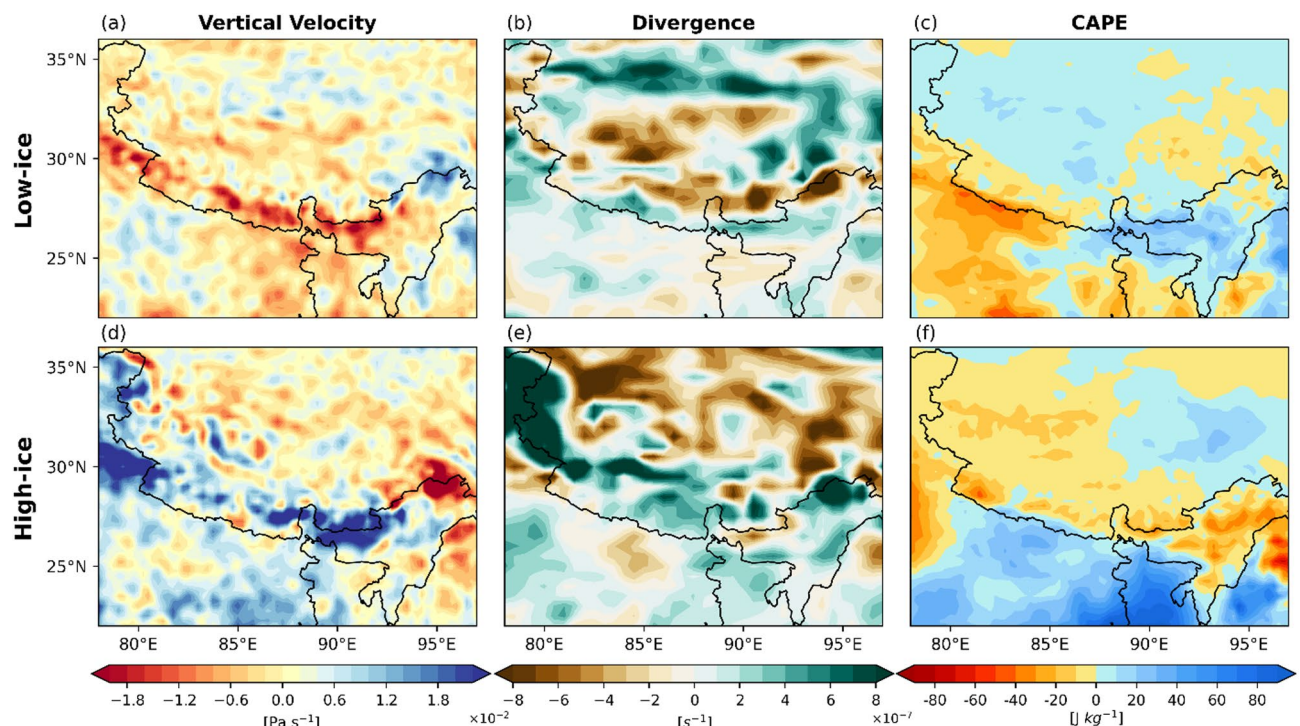 (a) Vertical Velocity (b) Divergence (c) CAPE
Low-ice
35°N
30°N
25°N
(d) (e) (f)
High-ice
35°N
30°N
25°N
80°E 85°E 90°E 95°E 80°E 85°E 90°E 95°E 80°E 85°E 90°E 95°E
−1.8 −1.2 −0.6 0.0 0.6 1.2 1.8 −8 −6 −4 −2 0 2 4 6 8 -80 -60 -40 -20 0 20 40 60 80
[Pa s⁻¹] ×10⁻² [s⁻¹] ×10⁻⁷ [J kg⁻¹]